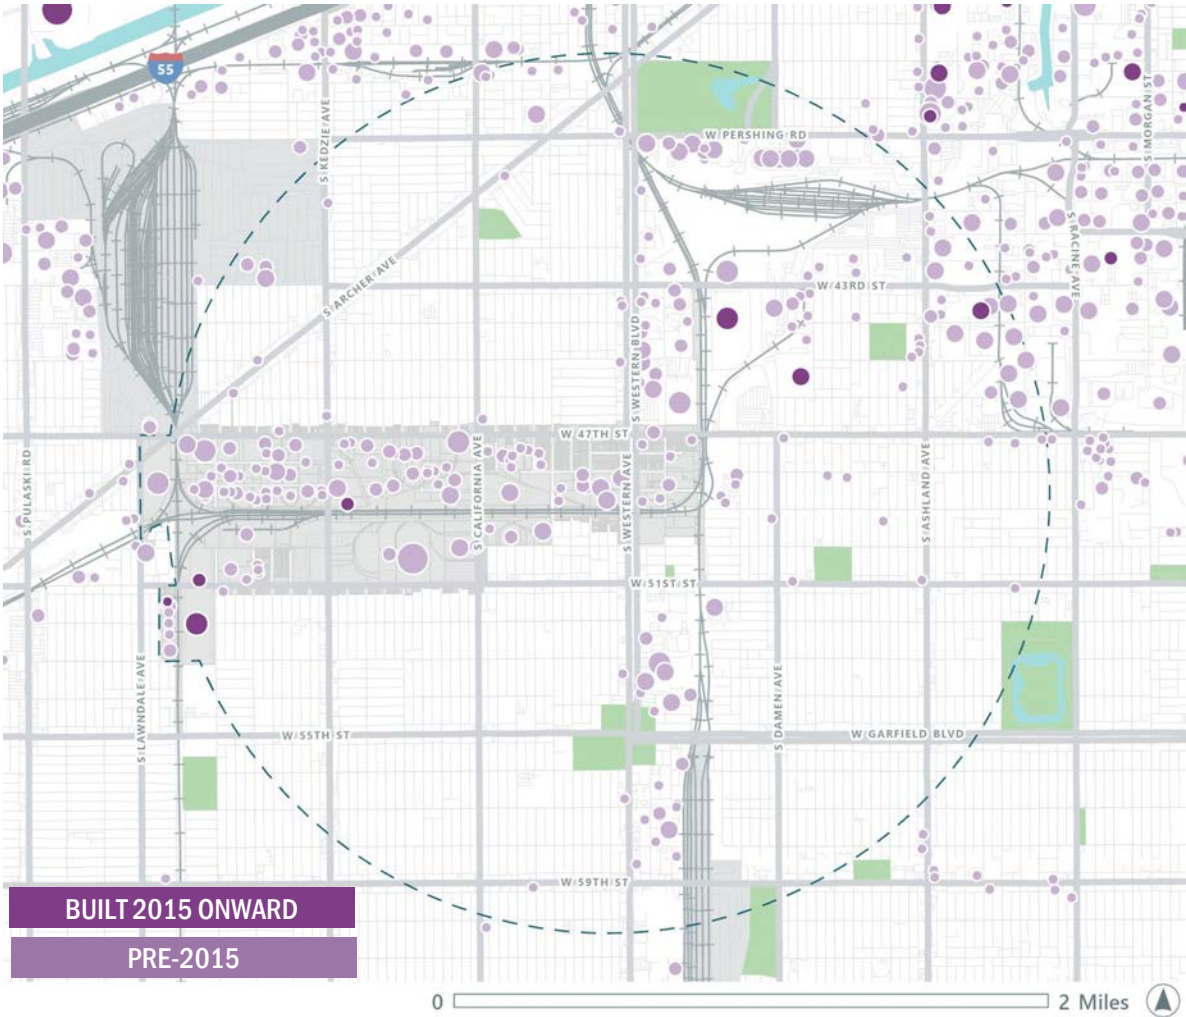 55
S KEDZIE AVE
W PERSHING RD
S MORGAN ST
S RACINE AVE
S ARCHER AVE
W 43RD ST
S WESTERN BLVD
W 47TH ST
S PULASKI RD
S CALIFORNIA AVE
S WESTERN AVE
S ASHLAND AVE
W 51ST ST
S LAWNDALE AVE
S DAMEN AVE
W 55TH ST
W GARFIELD BLVD
W 59TH ST
BUILT 2015 ONWARD
PRE-2015
0
2 Miles